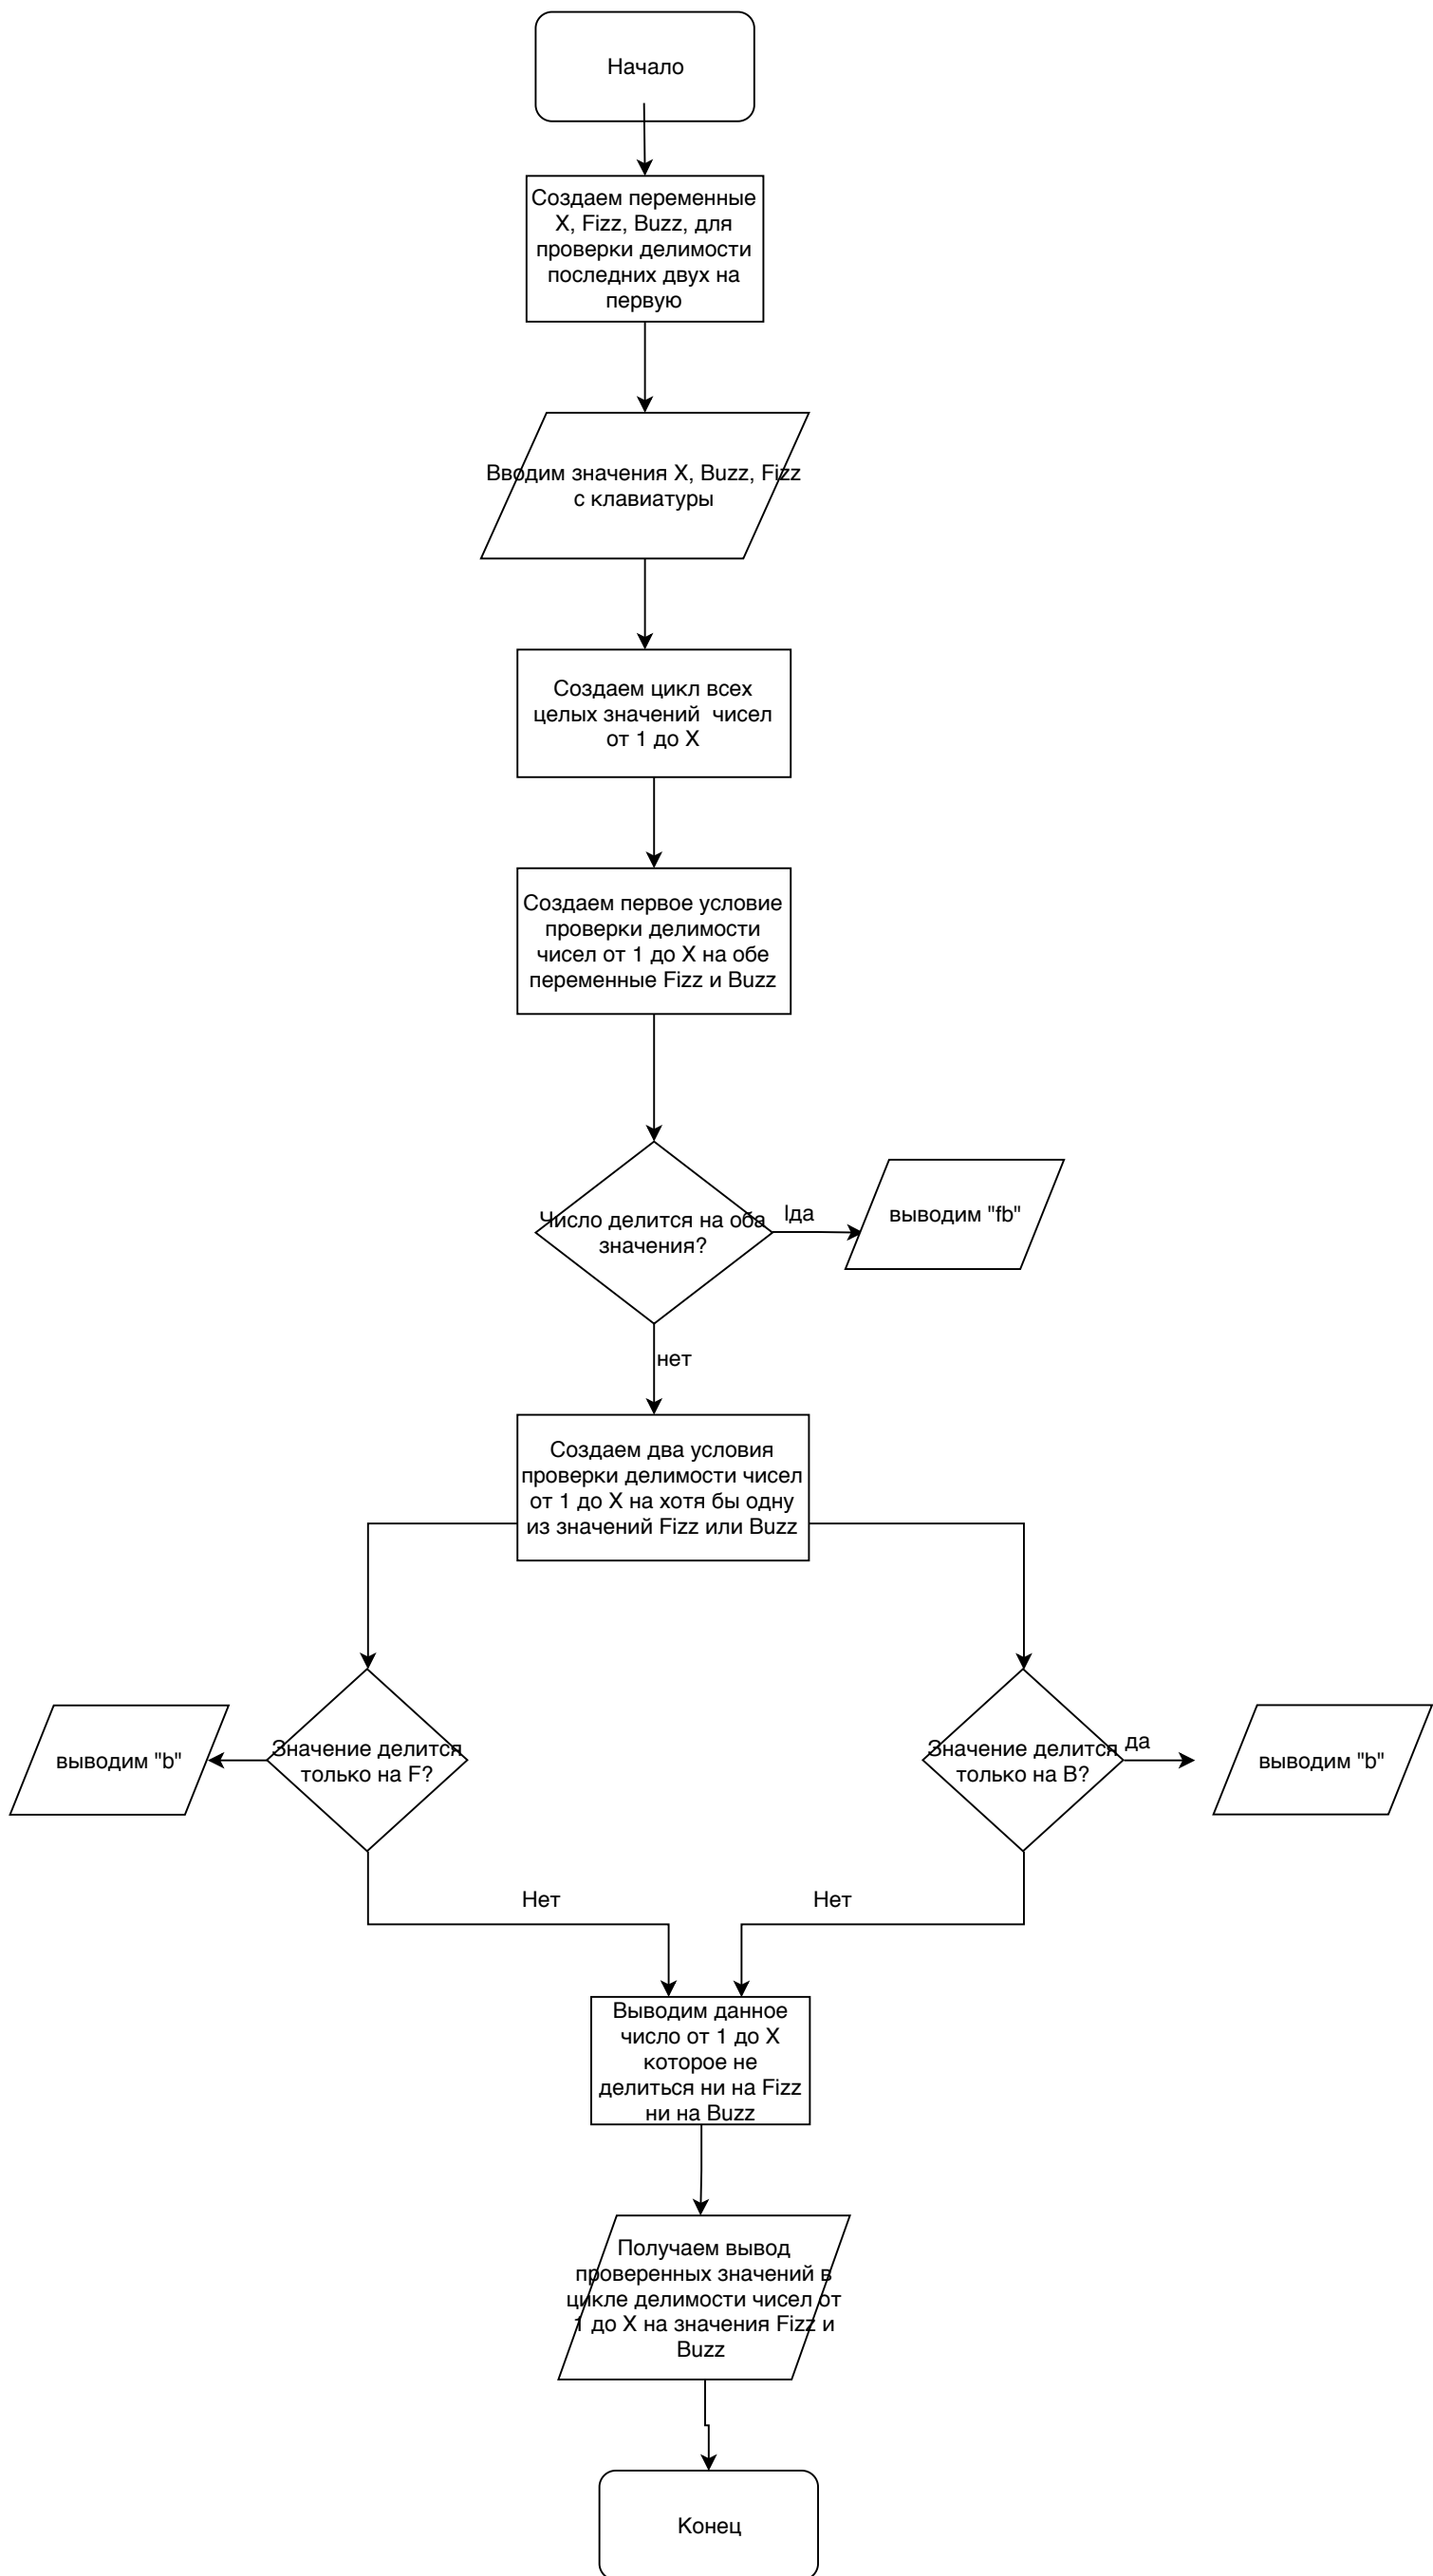 Начало
Создаем переменные
X, Fizz, Buzz, для
проверки делимости
последних двух на
первую
Вводим значения X, Buzz, Fizz
с клавиатуры
Создаем цикл всех
целых значений  чисел
от 1 до X
Создаем первое условие
проверки делимости
чисел от 1 до X на обе
переменные Fizz и Buzz
Число делится на оба
значения?
lда
выводим "fb"
нет
Создаем два условия
проверки делимости чисел
от 1 до X на хотя бы одну
из значений Fizz или Buzz
выводим "b"
Значение делится
только на F?
Значение делится
только на B?
да
выводим "b"
Нет
Нет
Выводим данное
число от 1 до X
которое не
делиться ни на Fizz
ни на Buzz
Получаем вывод
проверенных значений в
цикле делимости чисел от
1 до X на значения Fizz и
Buzz
Конец